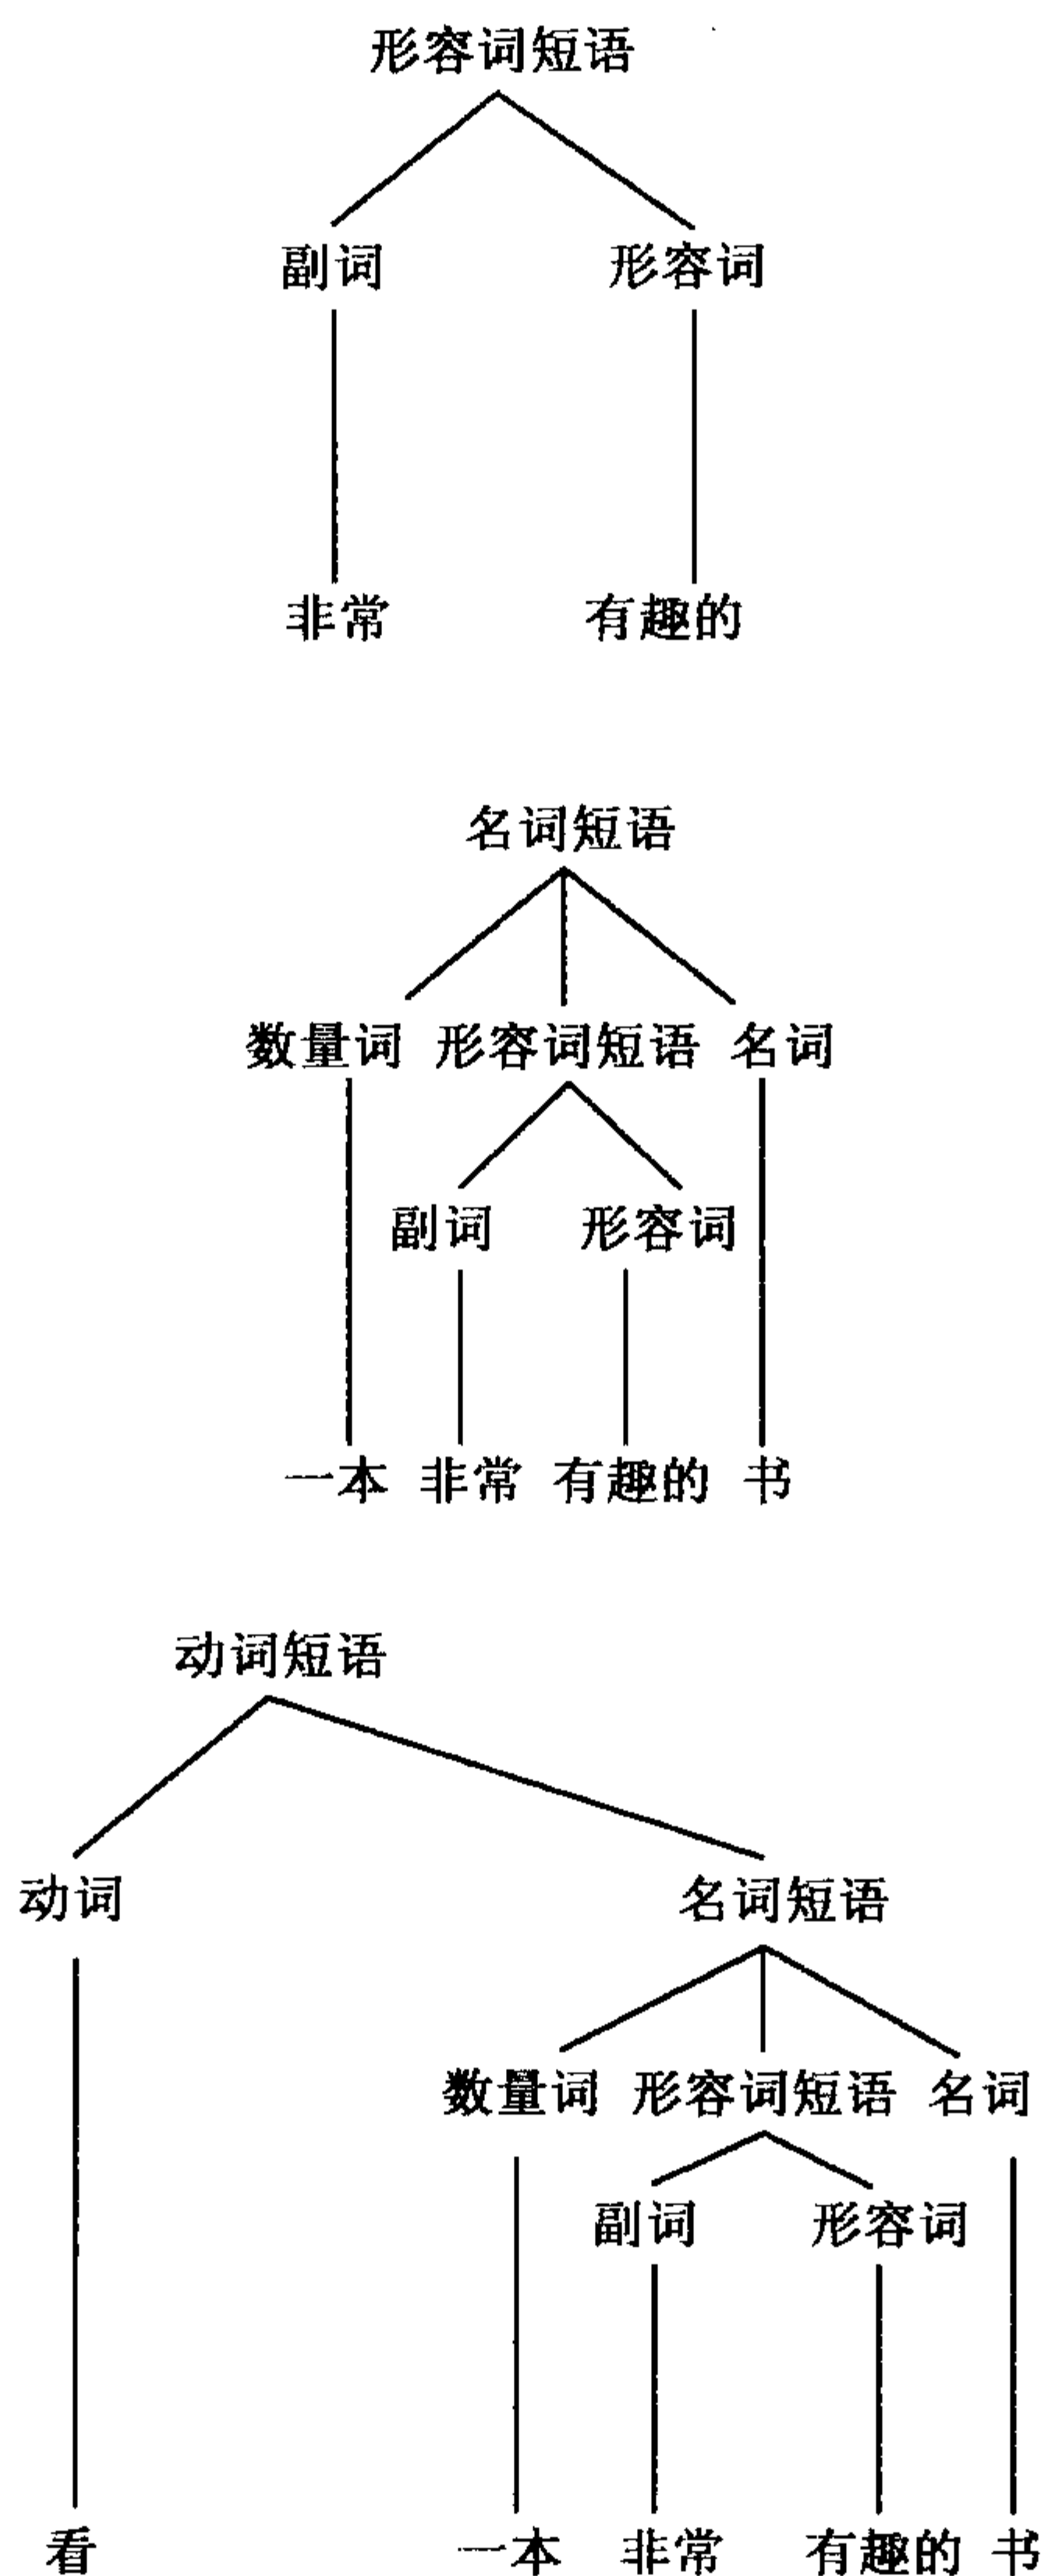 形容词短语
副词 形容词
非常 有趣的
名词短语
数量词 形容词短语 名词
副词 形容词
一本 非常 有趣的 书
动词短语
动词 名词短语
数量词 形容词短语 名词
副词 形容词
看 一本 非常 有趣的 书